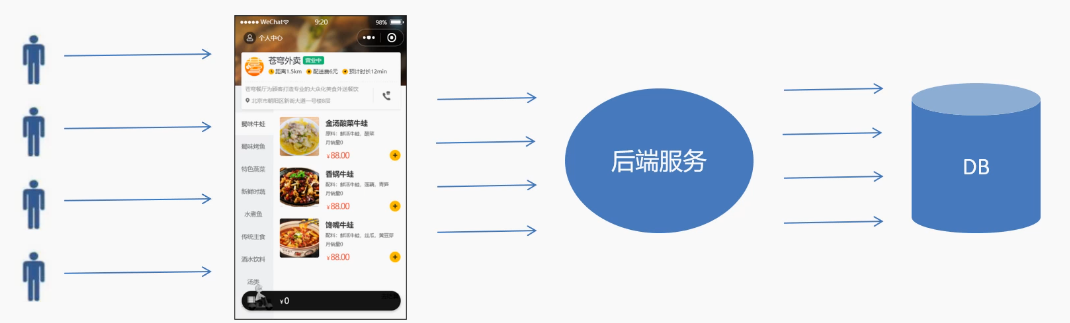 WeChat
9:20
98%
个人中心
苍穹外卖
营业中
距离1.5km 配送费6元 预计时长12min
苍穹餐厅为顾客打造专业的大众化美食外送餐饮
北京市朝阳区新街大道一号楼8层
蜀味牛蛙
蜀味烤鱼
特色蒸菜
新鲜时蔬
水煮鱼
传统主食
酒水饮料
汤类
金汤酸菜牛蛙
原料：鲜活牛蛙、酸菜
月销量0
¥88.00
香锅牛蛙
配料：鲜活牛蛙、莲藕、青笋
月销量0
¥88.00
馋嘴牛蛙
配料：鲜活牛蛙、丝瓜、黄豆芽
月销量0
¥88.00
¥0
后端服务
DB